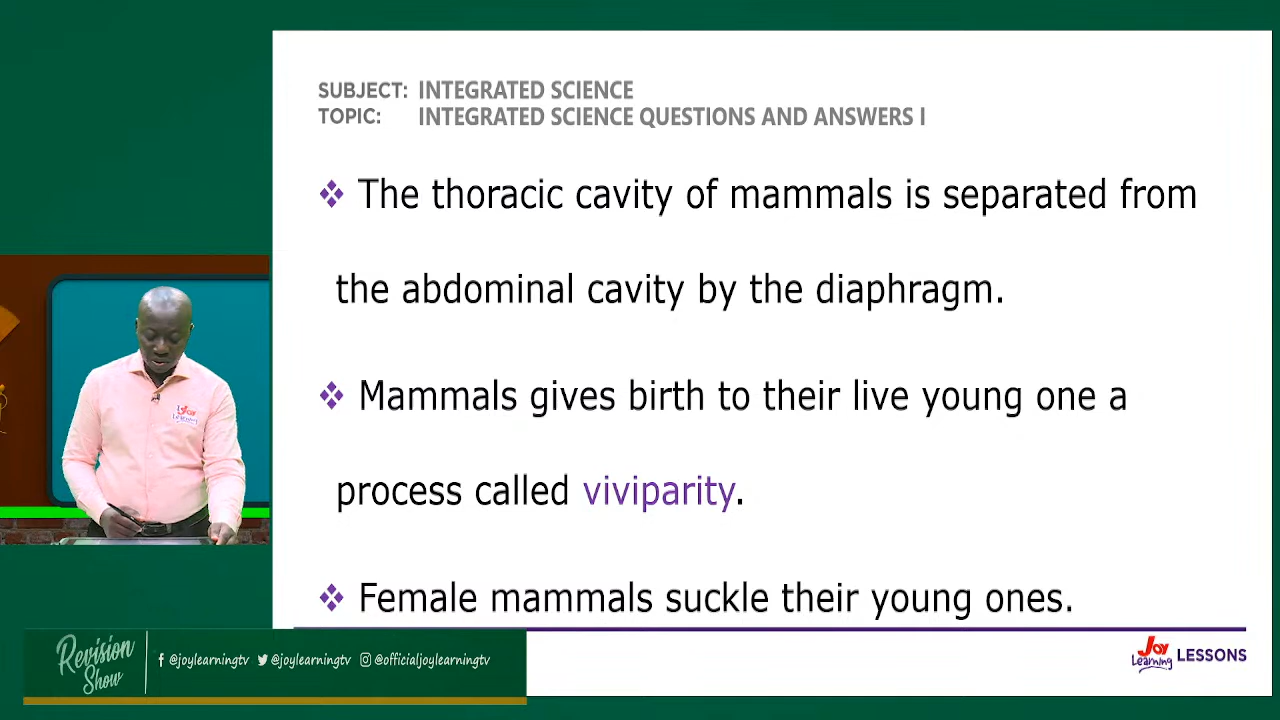 SUBJECT: INTEGRATED SCIENCE
TOPIC: INTEGRATED SCIENCE QUESTIONS AND ANSWERS I
❖ The thoracic cavity of mammals is separated from
the abdominal cavity by the diaphragm.
❖ Mammals gives birth to their live young one a
process called viviparity.
❖ Female mammals suckle their young ones.
Joy
Learning
Revision
Show
@joylearningtv @joylearningtv @officialjoylearningtv
Joy
Learning LESSONS